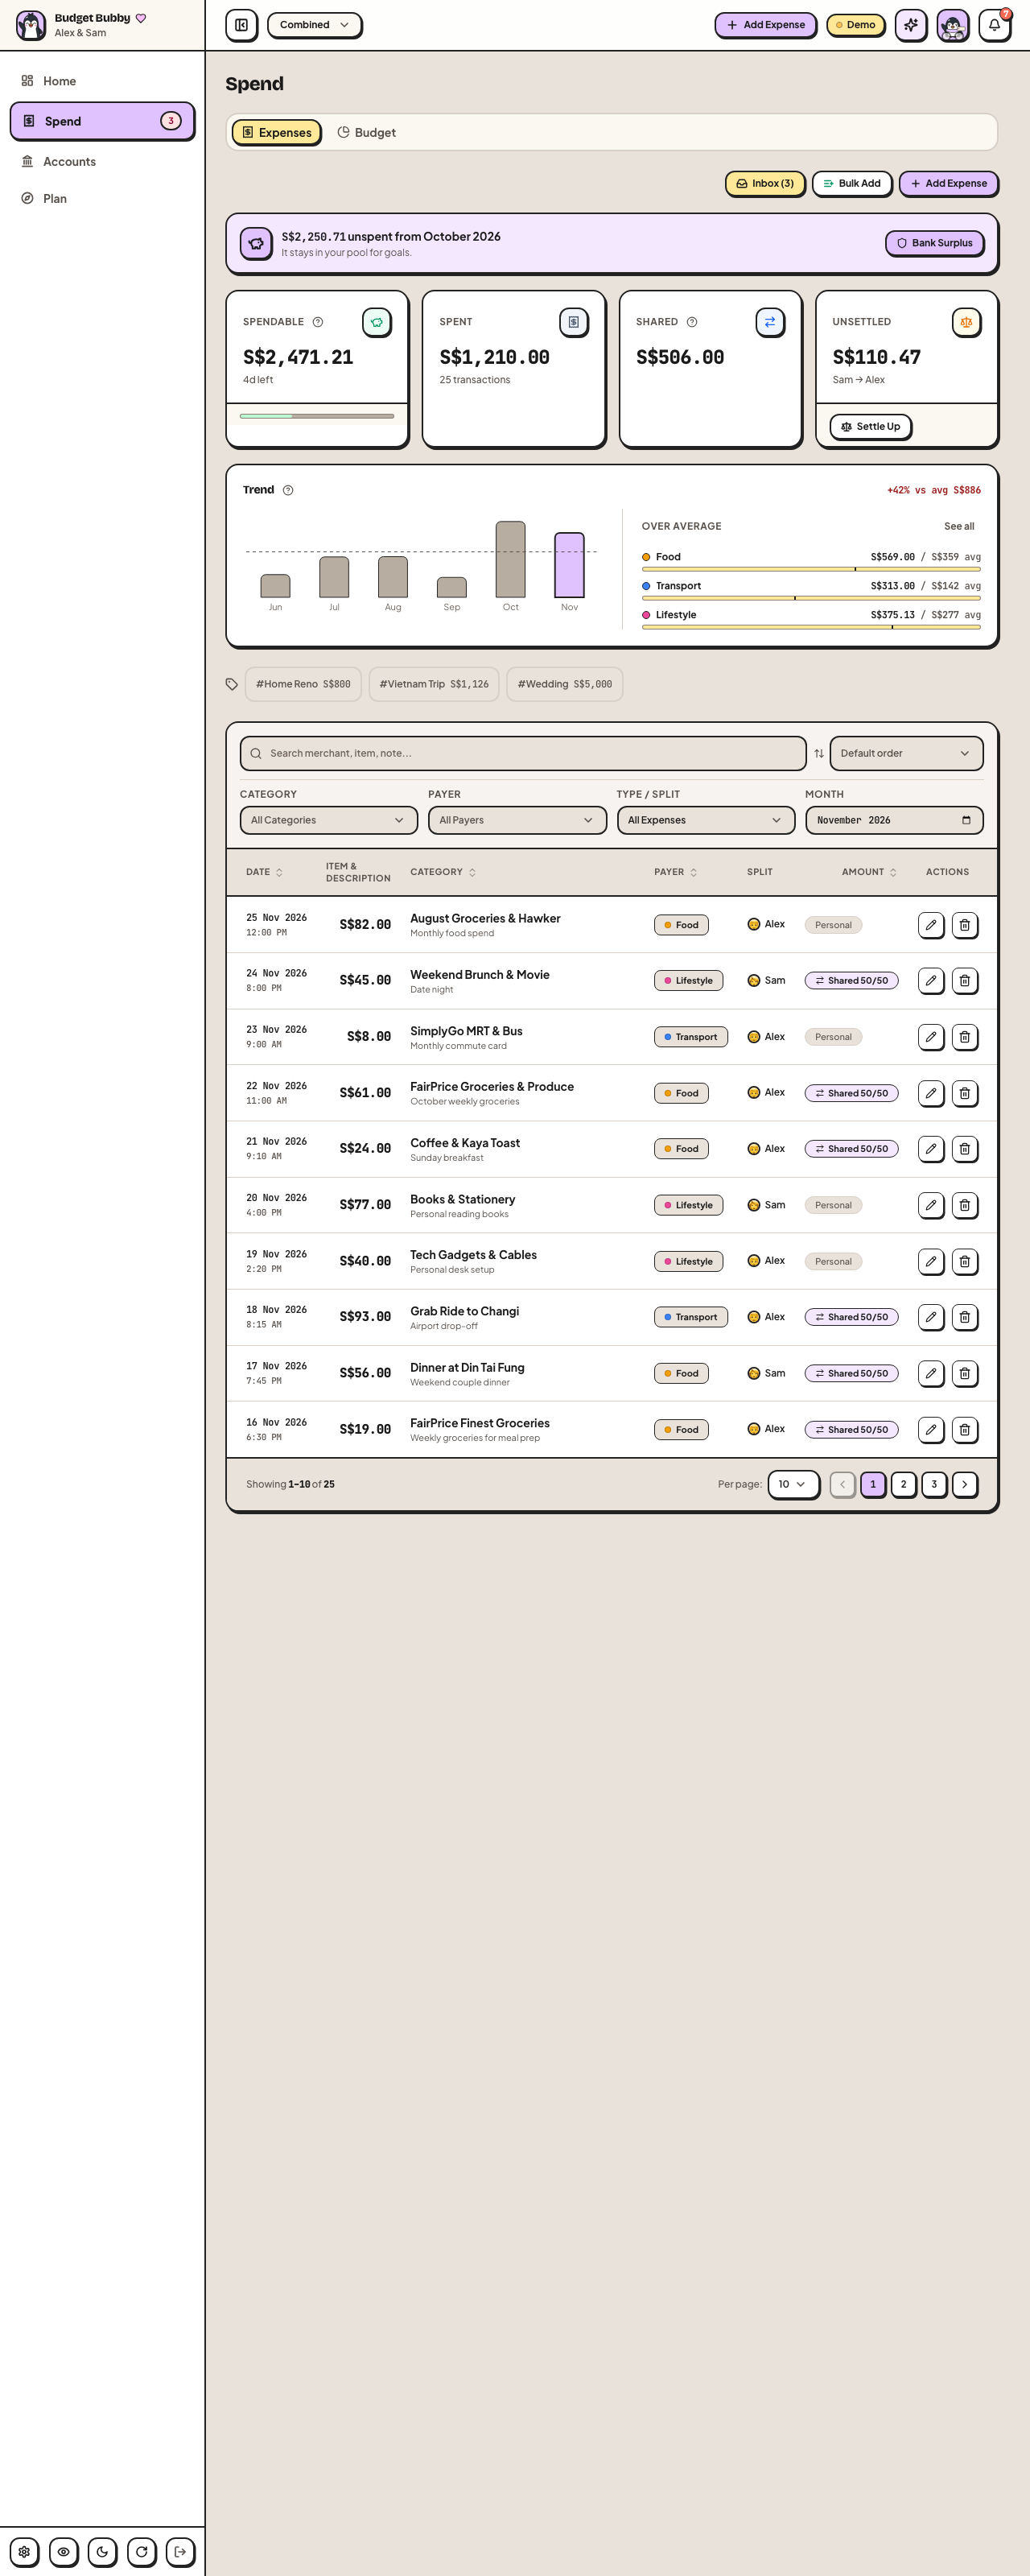 Budget Bubby
Alex & Sam
Combined
Add Expense
Demo
7
Home
Spend
3
Accounts
Plan
Spend
Expenses
Budget
Inbox (3)
Bulk Add
Add Expense
S$2,250.71 unspent from October 2026
It stays in your pool for goals.
Bank Surplus
SPENDABLE
S$2,471.21
4d left
SPENT
S$1,210.00
25 transactions
SHARED
S$506.00
UNSETTLED
S$110.47
Sam → Alex
Settle Up
Trend
+42% vs avg S$886
Jun
Jul
Aug
Sep
Oct
Nov
OVER AVERAGE
See all
Food
S$569.00 / S$359 avg
Transport
S$313.00 / S$142 avg
Lifestyle
S$375.13 / S$277 avg
#Home Reno S$800
#Vietnam Trip S$1,126
#Wedding S$5,000
Search merchant, item, note...
Default order
CATEGORY
PAYER
TYPE / SPLIT
MONTH
All Categories
All Payers
All Expenses
November 2026
DATE
ITEM &
DESCRIPTION
CATEGORY
PAYER
SPLIT
AMOUNT
ACTIONS
25 Nov 2026
12:00 PM
S$82.00
August Groceries & Hawker
Monthly food spend
Food
Alex
Personal
24 Nov 2026
8:00 PM
S$45.00
Weekend Brunch & Movie
Date night
Lifestyle
Sam
Shared 50/50
23 Nov 2026
9:00 AM
S$8.00
SimplyGo MRT & Bus
Monthly commute card
Transport
Alex
Personal
22 Nov 2026
11:00 AM
S$61.00
FairPrice Groceries & Produce
October weekly groceries
Food
Alex
Shared 50/50
21 Nov 2026
9:10 AM
S$24.00
Coffee & Kaya Toast
Sunday breakfast
Food
Alex
Shared 50/50
20 Nov 2026
4:00 PM
S$77.00
Books & Stationery
Personal reading books
Lifestyle
Sam
Personal
19 Nov 2026
2:20 PM
S$40.00
Tech Gadgets & Cables
Personal desk setup
Lifestyle
Alex
Personal
18 Nov 2026
8:15 AM
S$93.00
Grab Ride to Changi
Airport drop-off
Transport
Alex
Shared 50/50
17 Nov 2026
7:45 PM
S$56.00
Dinner at Din Tai Fung
Weekend couple dinner
Food
Sam
Shared 50/50
16 Nov 2026
6:30 PM
S$19.00
FairPrice Finest Groceries
Weekly groceries for meal prep
Food
Alex
Shared 50/50
Showing 1-10 of 25
Per page:
10
1
2
3